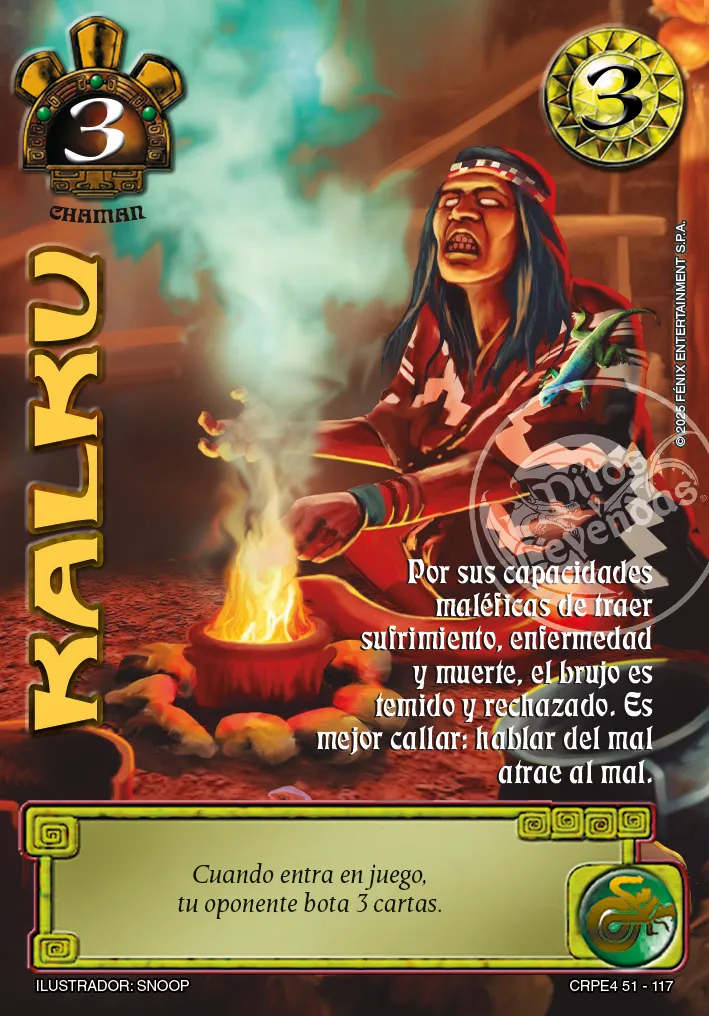 3
3
CHAMAN
KALKU
© 2025 FÉNIX ENTERTAINMENT S.P.A.
Mitos
y
Leyendas
Por sus capacidades
maléficas de traer
sufrimiento, enfermedad
y muerte, el brujo es
temido y rechazado. Es
mejor callar: hablar del mal
atrae al mal.
Cuando entra en juego,
tu oponente bota 3 cartas.
ILUSTRADOR: SNOOP
CRPE4 51 - 117